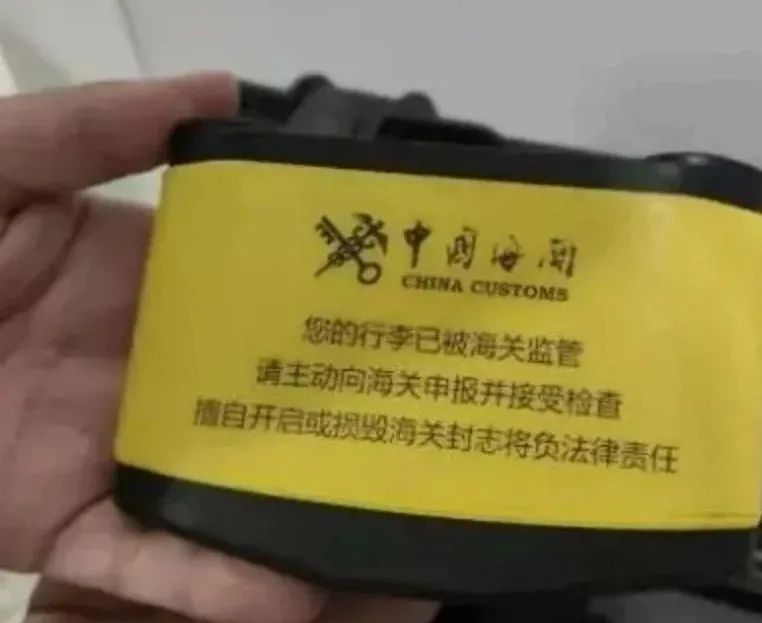 中国海关
CHINA CUSTOMS
您的行李已被海关监管
请主动向海关申报并接受检查
擅自开启或损毁海关封志将负法律责任